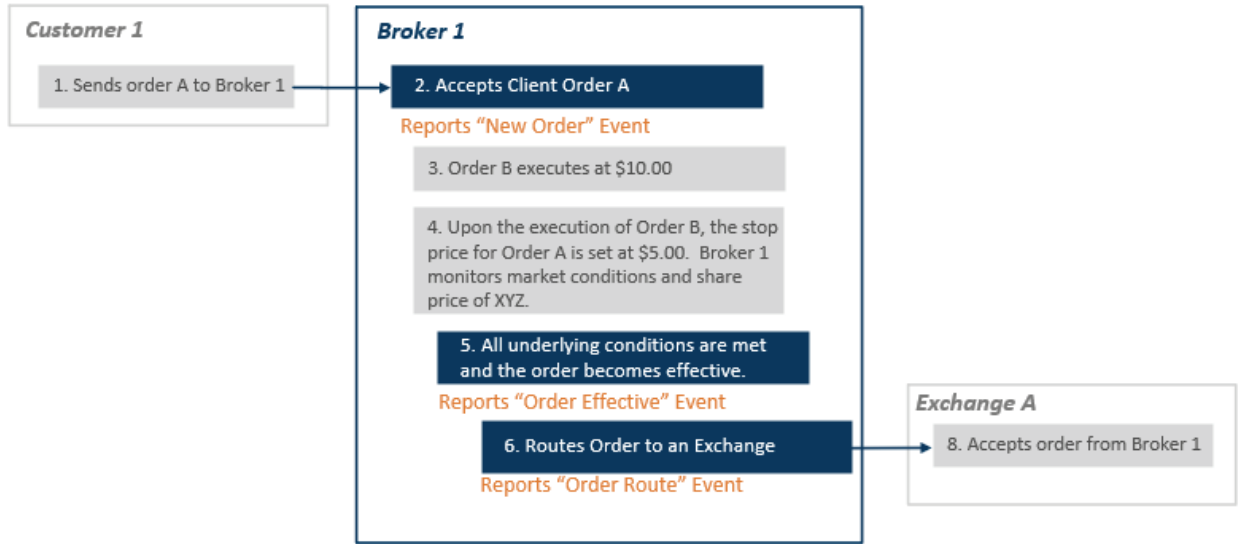 Customer 1
1. Sends order A to Broker 1
Broker 1
2. Accepts Client Order A
Reports “New Order” Event
3. Order B executes at $10.00
4. Upon the execution of Order B, the stop
price for Order A is set at $5.00.  Broker 1
monitors market conditions and share
price of XYZ.
5. All underlying conditions are met
and the order becomes effective.
Reports “Order Effective” Event
6. Routes Order to an Exchange
Reports “Order Route” Event
Exchange A
8. Accepts order from Broker 1